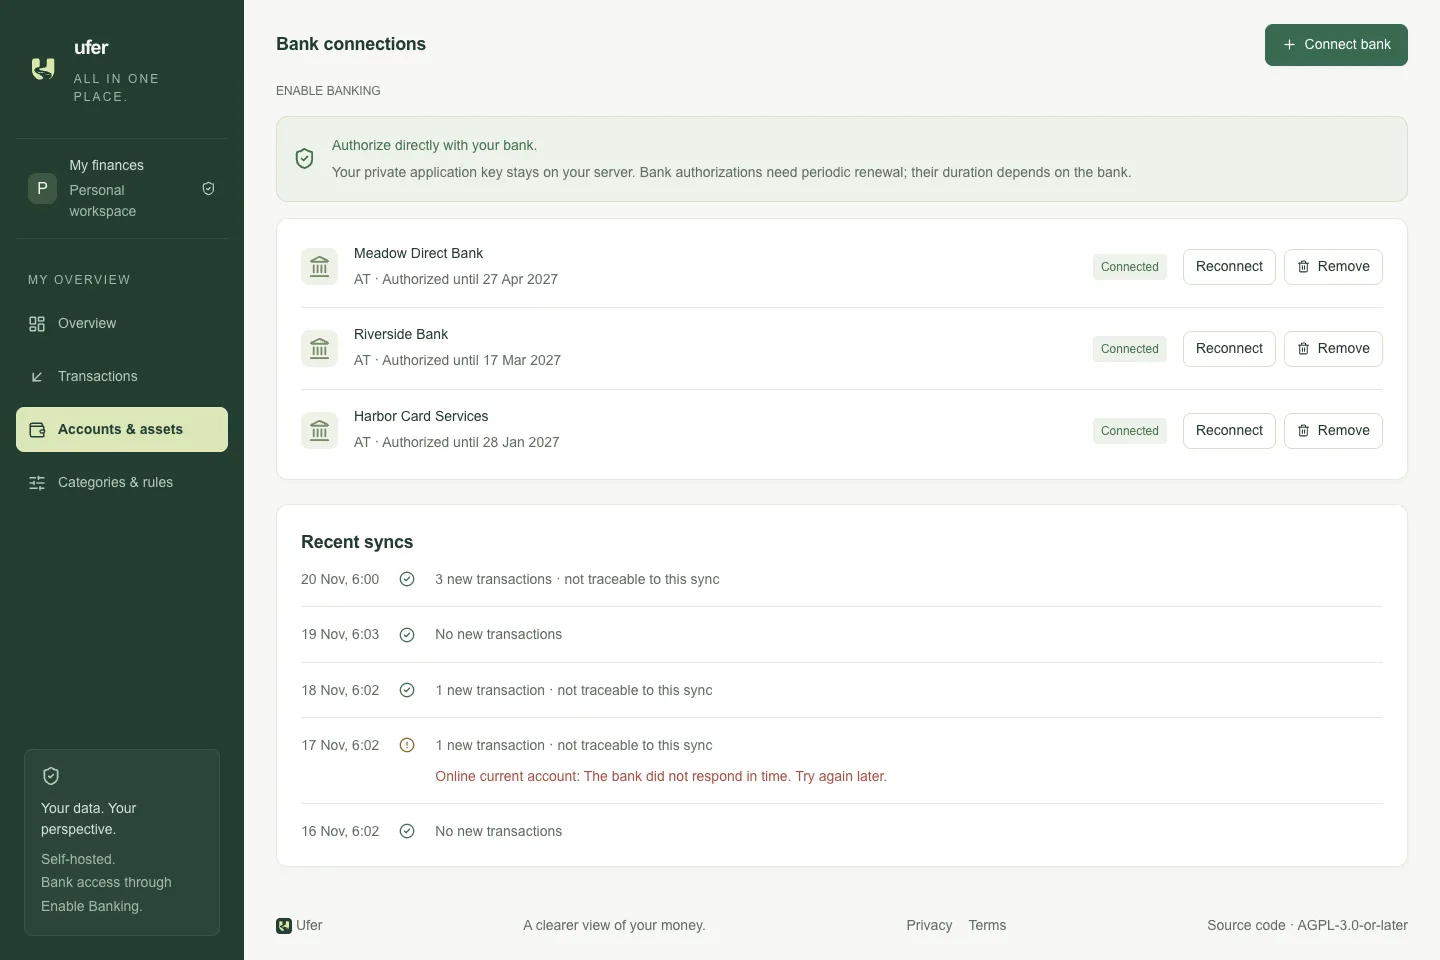 ufer
ALL IN ONE
PLACE.
P
My finances
Personal
workspace
MY OVERVIEW
Overview
Transactions
Accounts & assets
Categories & rules
Your data. Your
perspective.
Self-hosted.
Bank access through
Enable Banking.
Bank connections
Connect bank
ENABLE BANKING
Authorize directly with your bank.
Your private application key stays on your server. Bank authorizations need periodic renewal; their duration depends on the bank.
Meadow Direct Bank
AT · Authorized until 27 Apr 2027
Connected
Reconnect
Remove
Riverside Bank
AT · Authorized until 17 Mar 2027
Connected
Reconnect
Remove
Harbor Card Services
AT · Authorized until 28 Jan 2027
Connected
Reconnect
Remove
Recent syncs
20 Nov, 6:00 3 new transactions · not traceable to this sync
19 Nov, 6:03 No new transactions
18 Nov, 6:02 1 new transaction · not traceable to this sync
17 Nov, 6:02 1 new transaction · not traceable to this sync
Online current account: The bank did not respond in time. Try again later.
16 Nov, 6:02 No new transactions
Ufer
A clearer view of your money.
Privacy Terms
Source code · AGPL-3.0-or-later